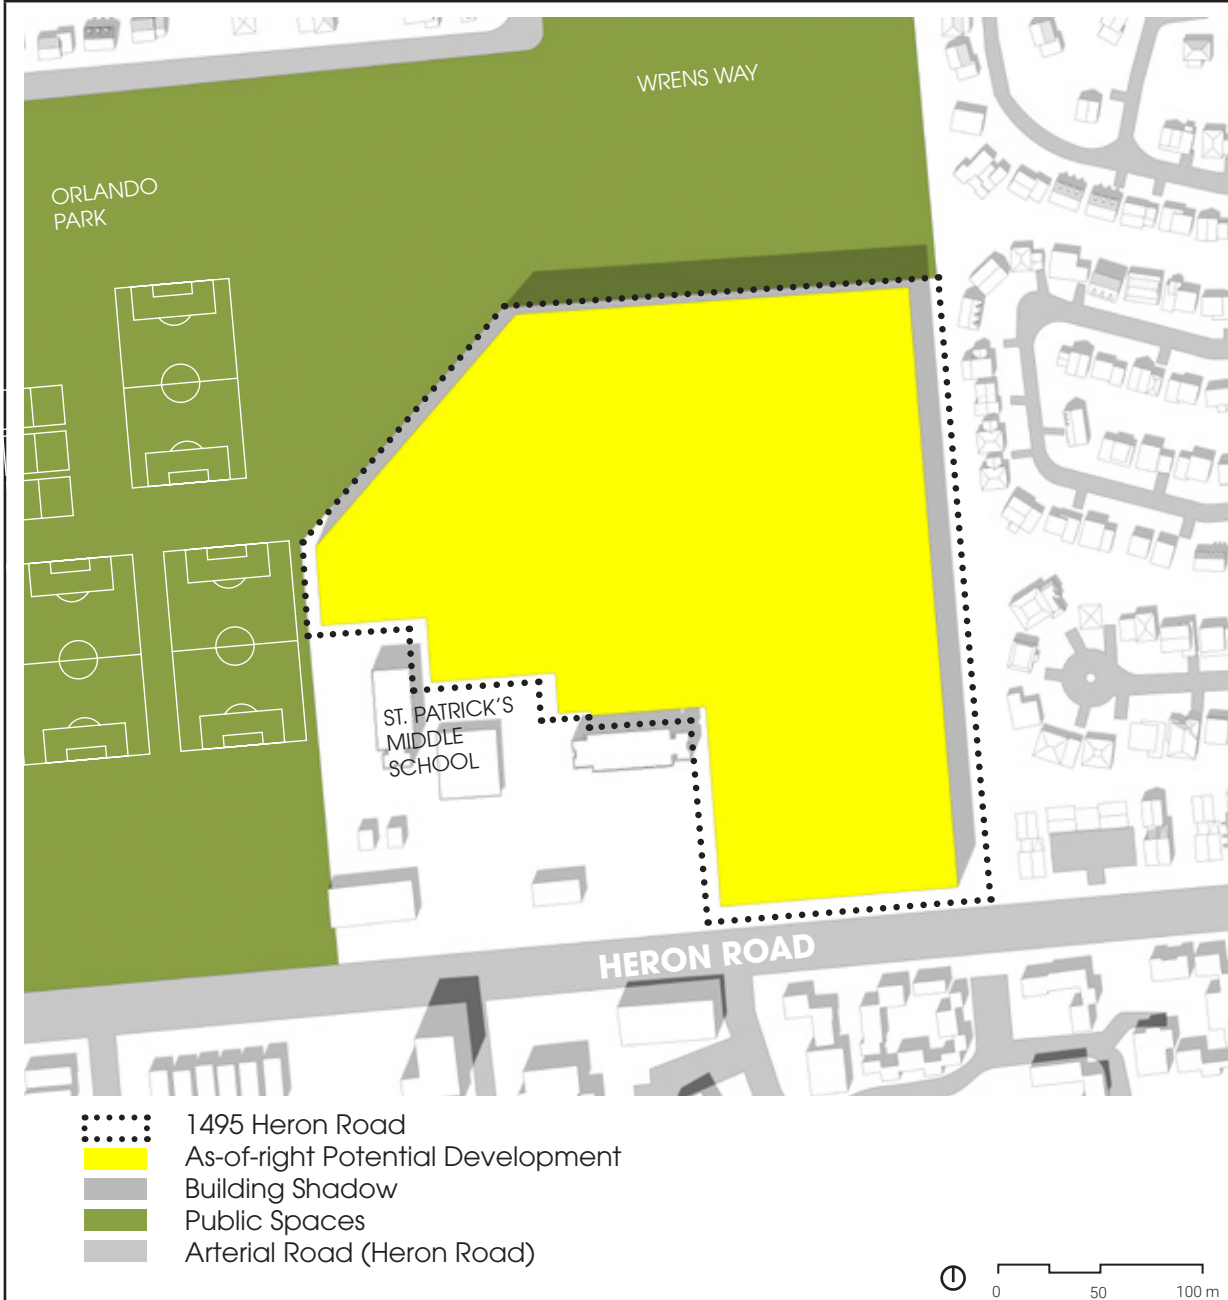 WRENS WAY
ORLANDO
PARK
ST. PATRICK'S
MIDDLE
SCHOOL
HERON ROAD
1495 Heron Road
As-of-right Potential Development
Building Shadow
Public Spaces
Arterial Road (Heron Road)
0 50 100 m